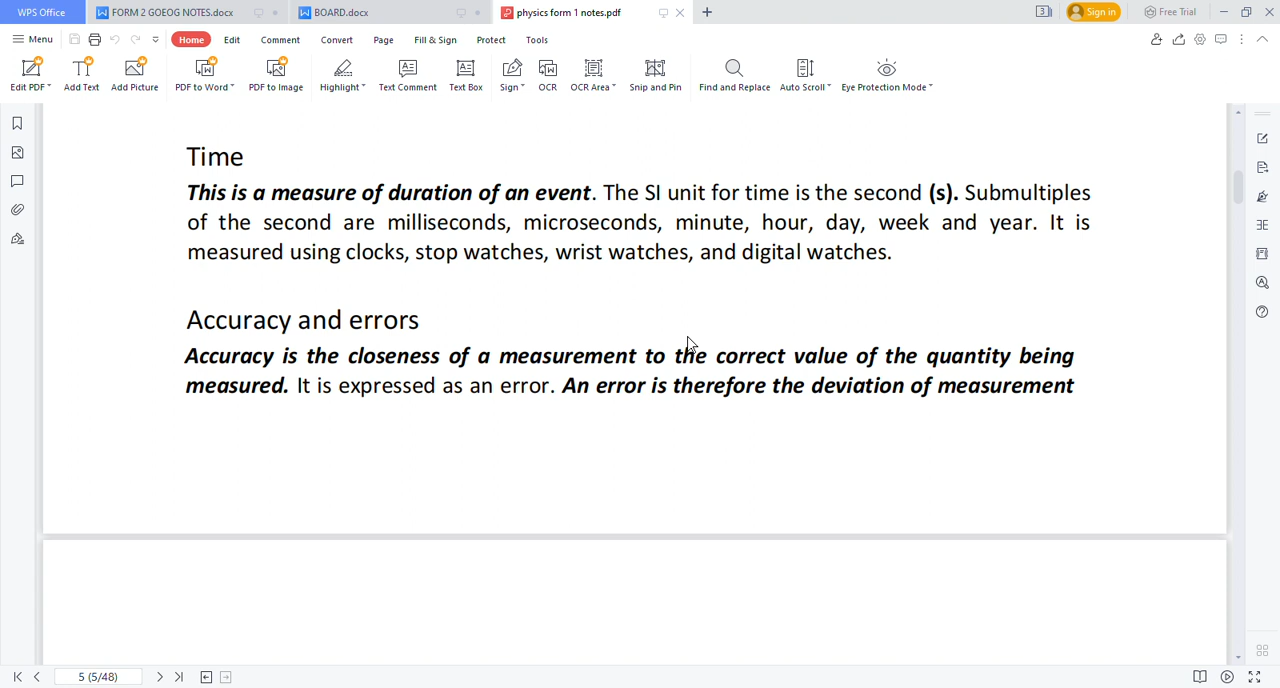 WPS Office FORM 2 GOEOG NOTES.docx BOARD.docx physics form 1 notes.pdf + 3 Sign in Free Trial
Menu Home Edit Comment Convert Page Fill & Sign Protect Tools
Edit PDF Add Text Add Picture PDF to Word PDF to Image Highlight Text Comment Text Box Sign OCR OCR Area Snip and Pin Find and Replace Auto Scroll Eye Protection Mode
Time
This is a measure of duration of an event. The SI unit for time is the second (s). Submultiples
of the second are milliseconds, microseconds, minute, hour, day, week and year. It is
measured using clocks, stop watches, wrist watches, and digital watches.
Accuracy and errors
Accuracy is the closeness of a measurement to the correct value of the quantity being
measured. It is expressed as an error. An error is therefore the deviation of measurement
5 (5/48)